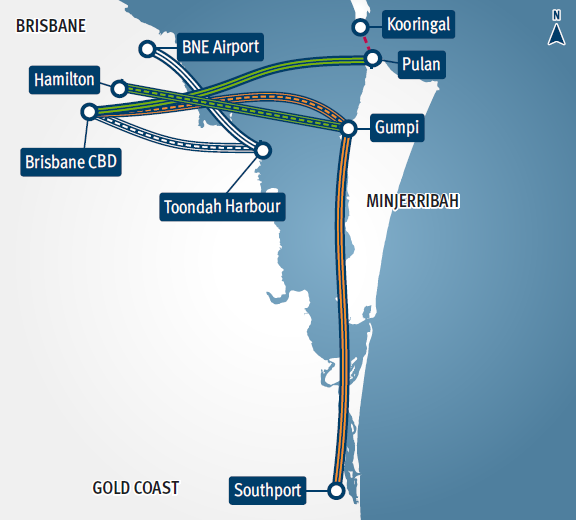 BRISBANE
N
Kooringal
BNE Airport
Pulan
Hamilton
Gumpi
Brisbane CBD
Toondah Harbour
MINJERRIBAH
GOLD COAST
Southport